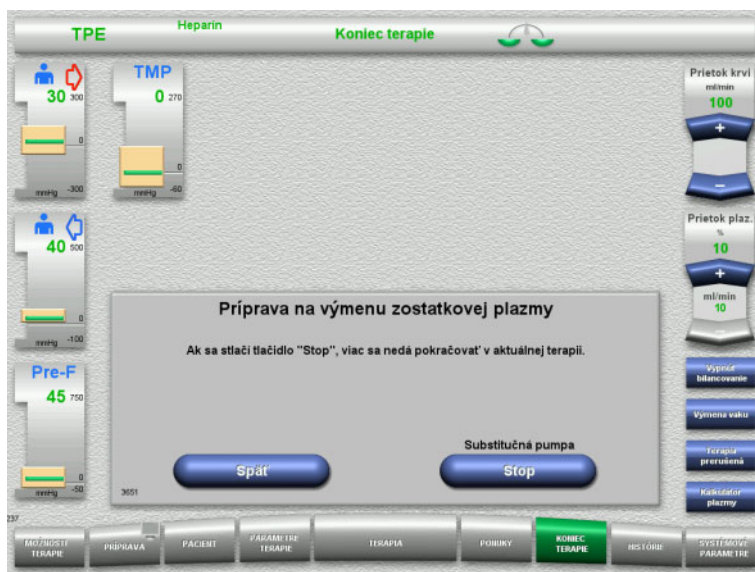 TPE
Heparín
Koniec terapie
30 300
0
mmHg -300
TMP
0 270
0
mmHg -60
40 500
0
mmHg -100
Pre-F
45 750
0
mmHg -50
Prietok krvi
ml/min
100
+
−
Prietok plaz.
%
10
+
ml/min
10
−
Príprava na výmenu zostatkovej plazmy
Ak sa stlačí tlačidlo "Stop", viac sa nedá pokračovať v aktuálnej terapii.
Substitučná pumpa
Späť
Stop
3651
Vypnúť
bilancovanie
Výmena vaku
Terapia
prerušená
Kalkulátor
plazmy
237
MOŽNOSTI
TERAPIE
PRÍPRAVA
PACIENT
PARAMETRE
TERAPIE
TERAPIA
PONUKY
KONIEC
TERAPIE
HISTÓRIE
SYSTÉMOVÉ
PARAMETRE